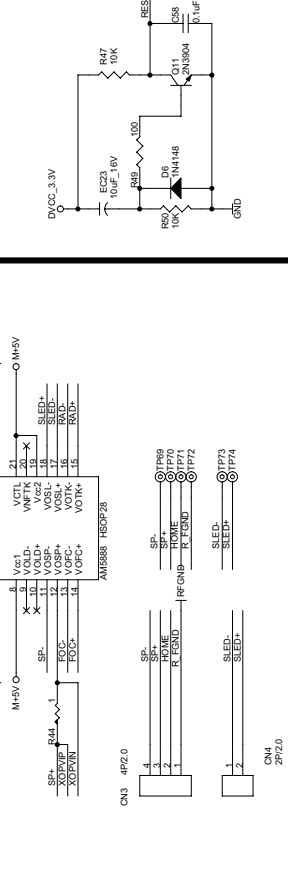 RES
C58
0.1uF
R47
10K
Q11
2N3904
100
R49
D6
1N4148
DVCC_3.3V
EC23
10uF_16V
R50
10K
GND
M+5V
21 VCTL
20 VNFTK
19 Vcc2
18 VOSL- SLED+
17 VOSL+ SLED-
16 VOTK- RAD-
15 VOTK+ RAD+
8 Vcc1
9 VOLD-
10 VOLD+
11 VOSP- SP-
12 VOSP+
13 VOFC- FOC-
14 VOFC+ FOC+
AM5888 HSOP28
M+5V
R44 1
SP+
XOPVIP
XOPVIN
TP69
TP70
TP71
TP72
TP73
TP74
SP-
SP+
HOME
R_FGND
SLED-
SLED+
RFGND
SP-
SP+
HOME
R_FGND
SLED-
SLED+
4
3
2
1
1
2
CN3 4P/2.0
CN4
2P/2.0